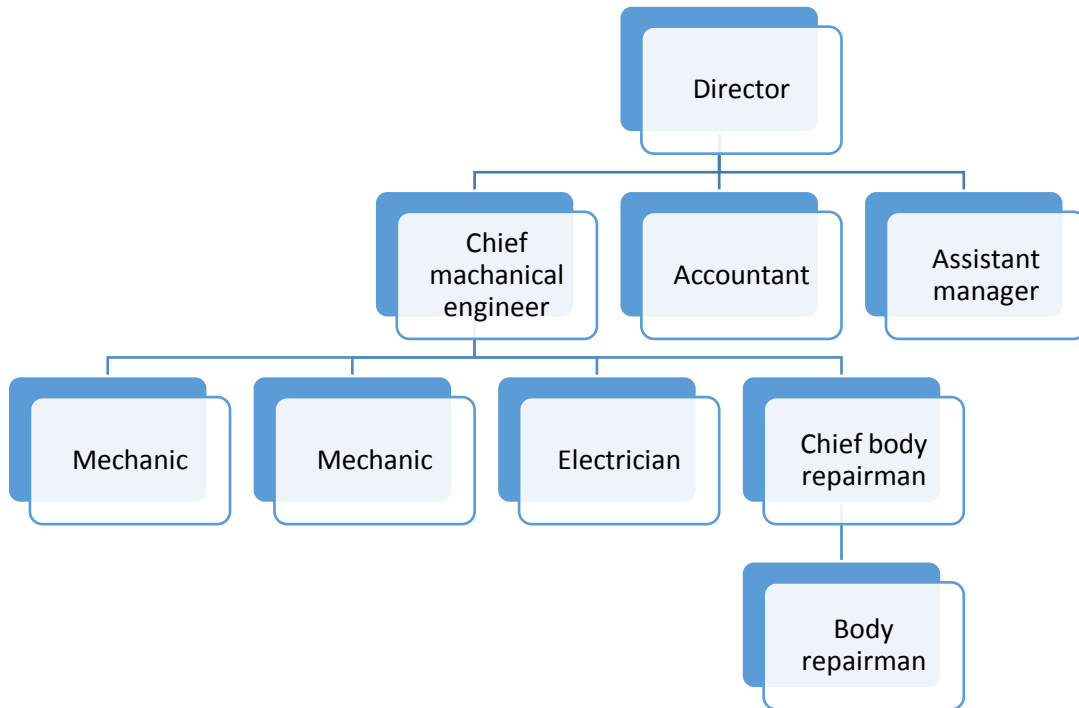 Director
Chief
machanical
engineer
Accountant
Assistant
manager
Mechanic
Mechanic
Electrician
Chief body
repairman
Body
repairman